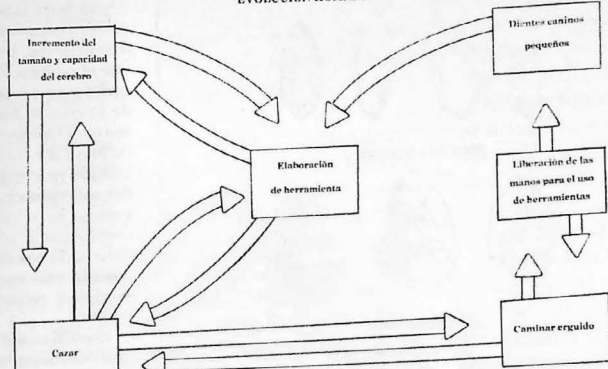 Incremento del
tamaño y capacidad
del cerebro
Dientes caninos
pequeños
Elaboración
de herramienta
Liberación de las
manos para el uso
de herramientas
Cazar
Caminar erguido